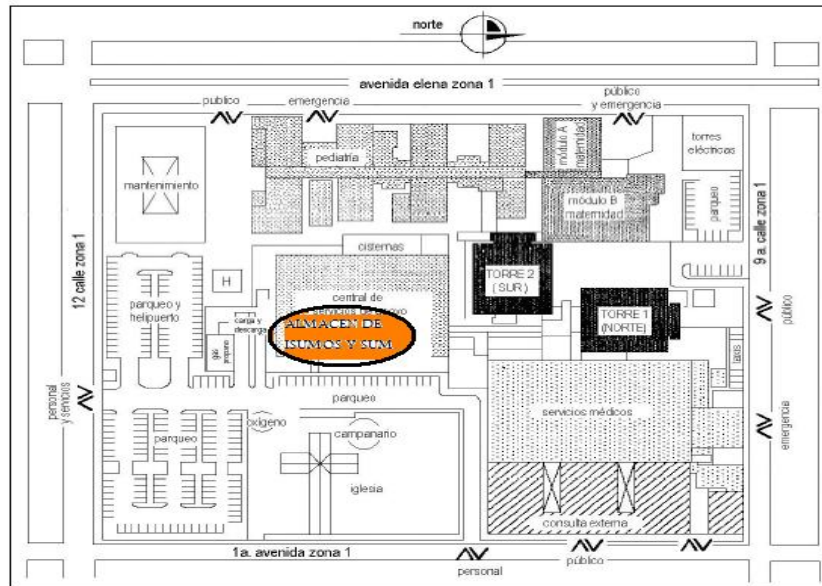 norte
avenida elena zona 1
publico
emergencia
público
y emergencia
módulo A
maternidad
torres
eléctricas
pediatría
mantenimiento
módulo B
maternidad
parqueo
9 a. calle zona 1
12 calle zona 1
cisternas
H
TORRE 2
(SUR)
central de
parqueo y
helipuerto
carga y
descarga
ALMACEN DE
ISUMOS Y SUM
TORRE 1
(NORTE)
público
gas
propano
taxis
personal
y servicios
parqueo
servicios médicos
emergencia
oxígeno
campanario
parqueo
iglesia
consulta externa
1a. avenida zona 1
público
personal